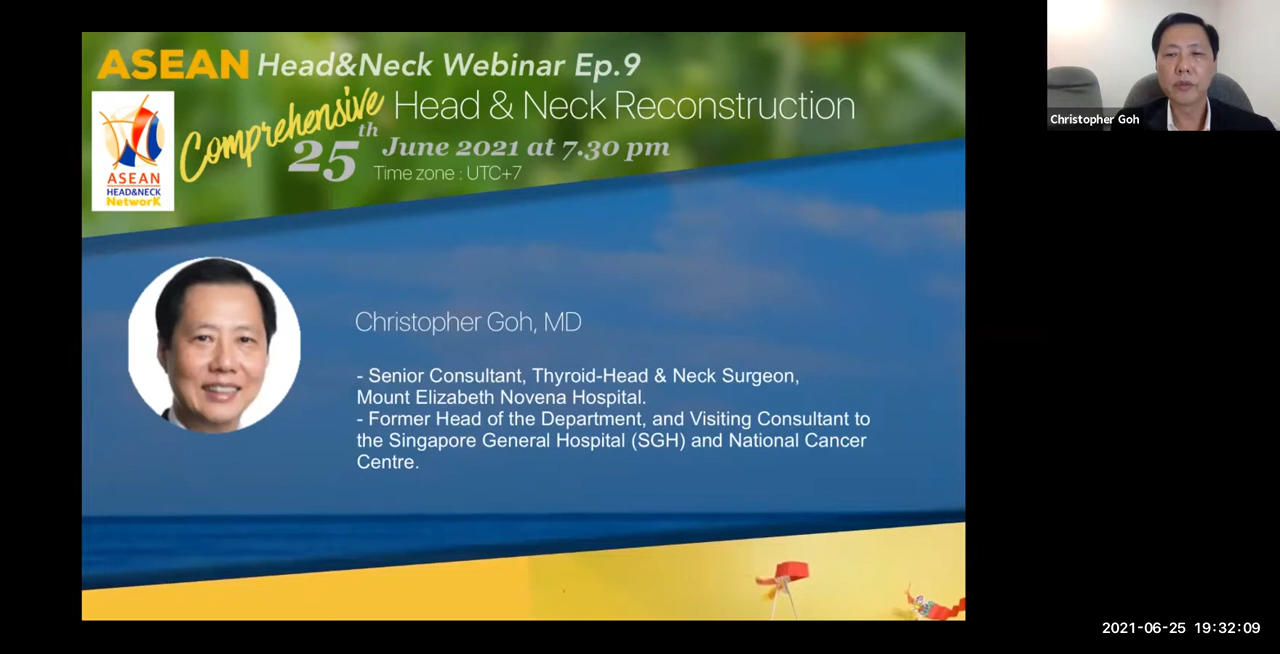 ASEAN Head&Neck Webinar Ep.9
Comprehensive Head & Neck Reconstruction
25th June 2021 at 7.30 pm
Time zone : UTC+7
ASEAN
HEAD&NECK
NetworK
Christopher Goh
Christopher Goh, MD
- Senior Consultant, Thyroid-Head & Neck Surgeon,
Mount Elizabeth Novena Hospital.
- Former Head of the Department, and Visiting Consultant to
the Singapore General Hospital (SGH) and National Cancer
Centre.
2021-06-25 19:32:09